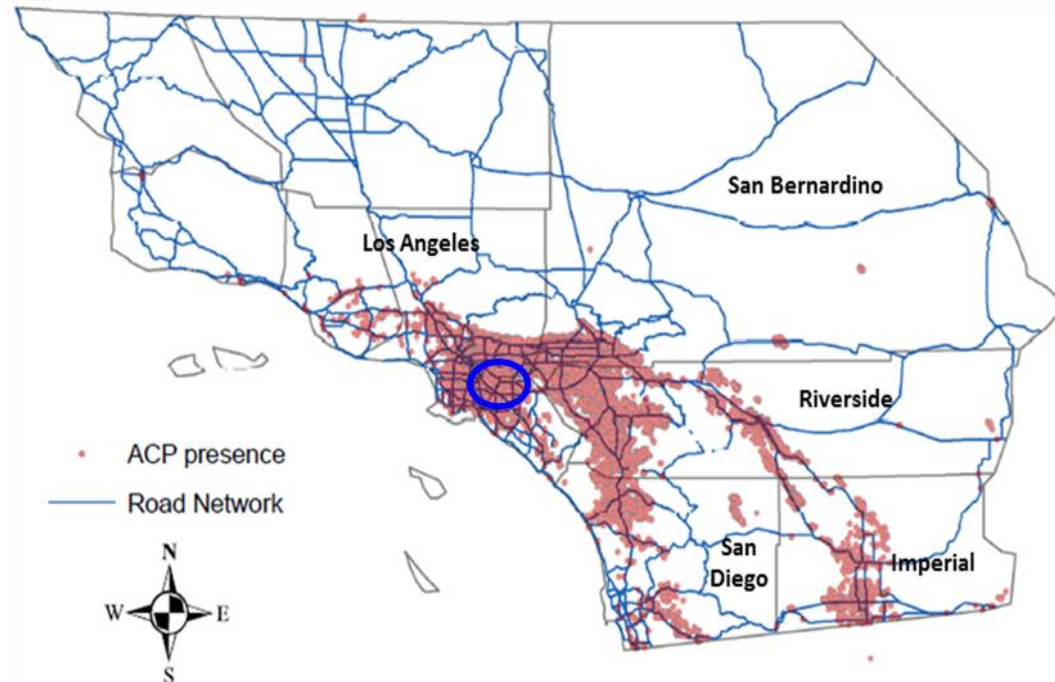 San Bernardino
Los Angeles
Riverside
ACP presence
Road Network
San
Diego
Imperial
N
W
E
S